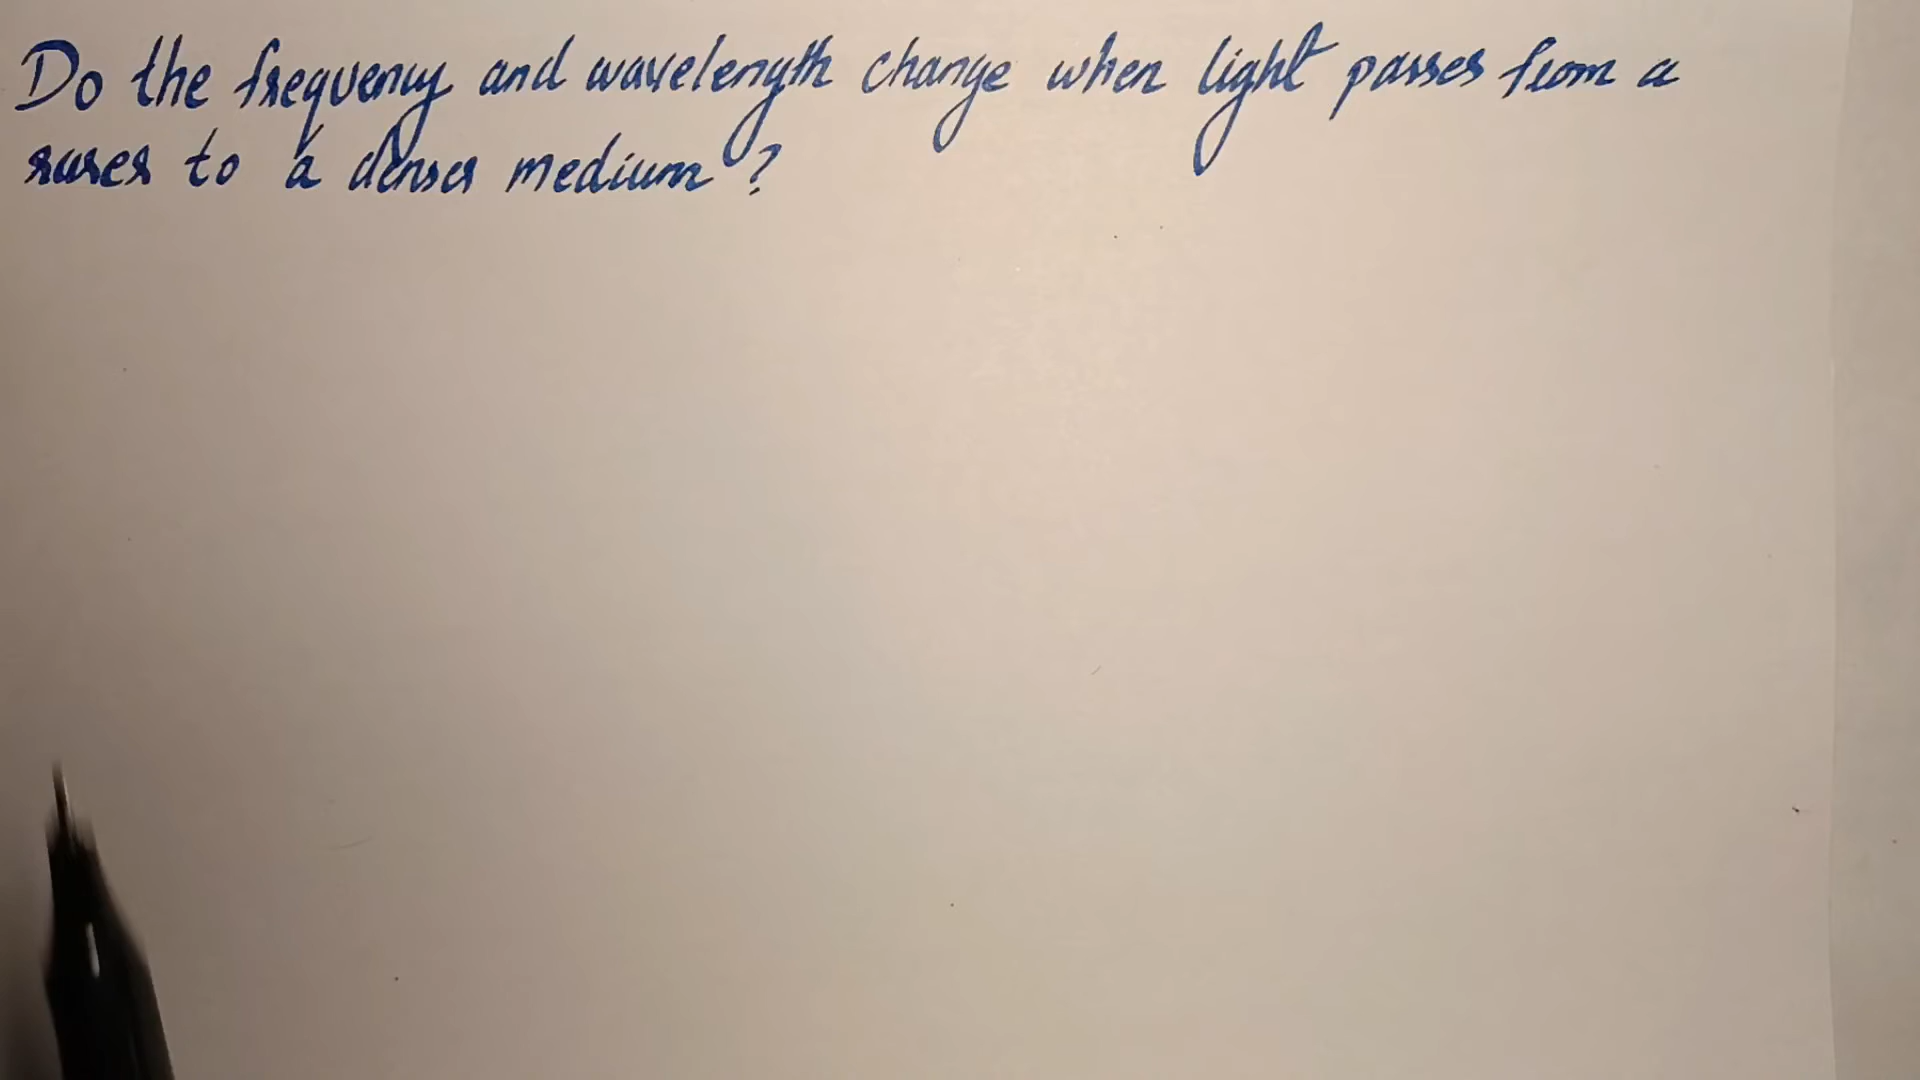 Do the frequency and wavelength change when light passes from a
rarer to a denser medium ?